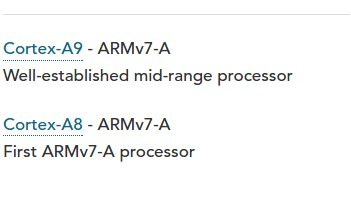 Cortex-A9 - ARMv7-A
Well-established mid-range processor
Cortex-A8 - ARMv7-A
First ARMv7-A processor